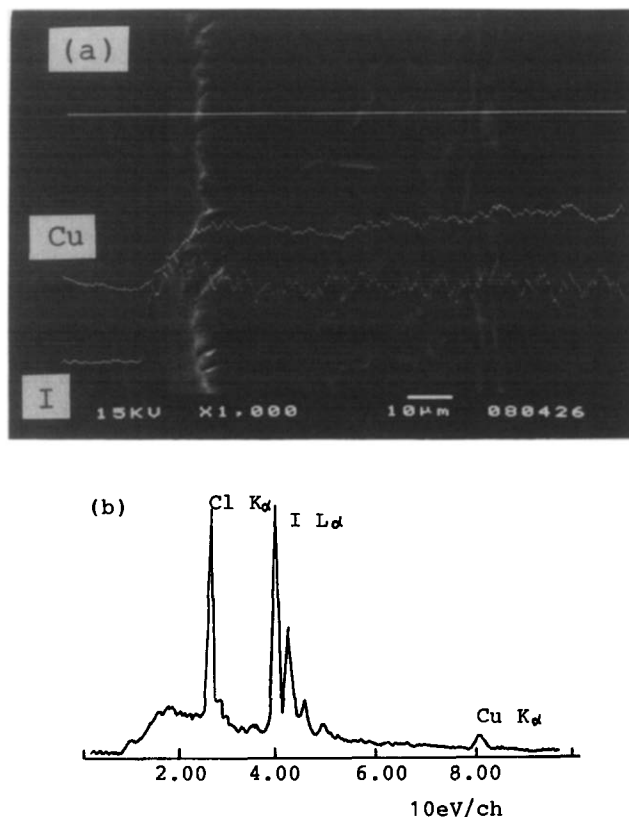 (a)
Cu
I
15KV X1,000 10µm 080426
(b)
Cl Kα I Lα
Cu Kα
2.00 4.00 6.00 8.00
10eV/ch